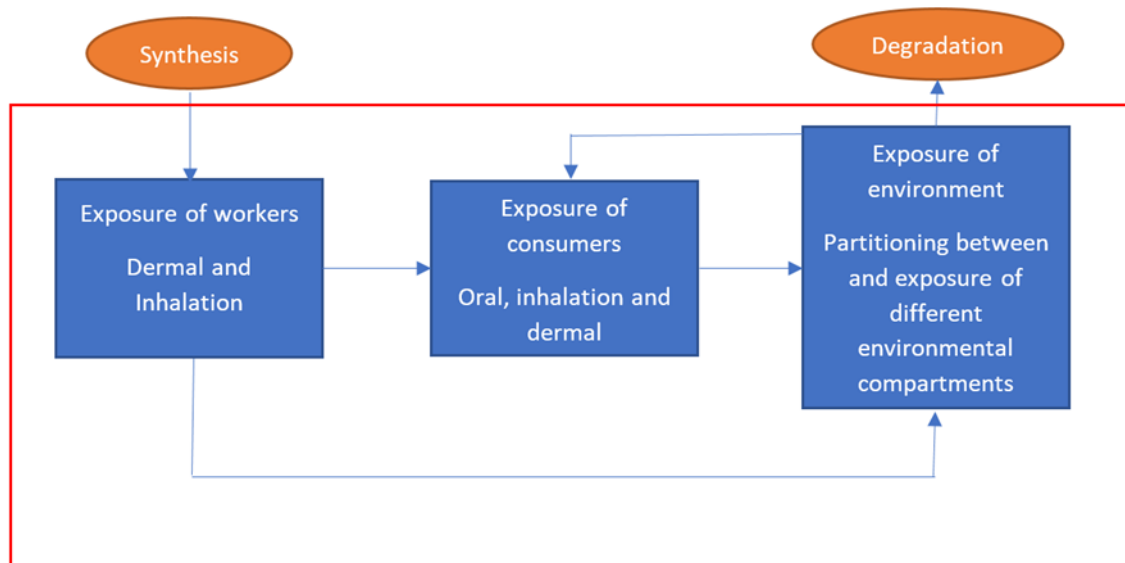 Synthesis
Degradation
Exposure of workers
Dermal and
Inhalation
Exposure of
consumers
Oral, inhalation and
dermal
Exposure of
environment
Partitioning between
and exposure of
different
environmental
compartments